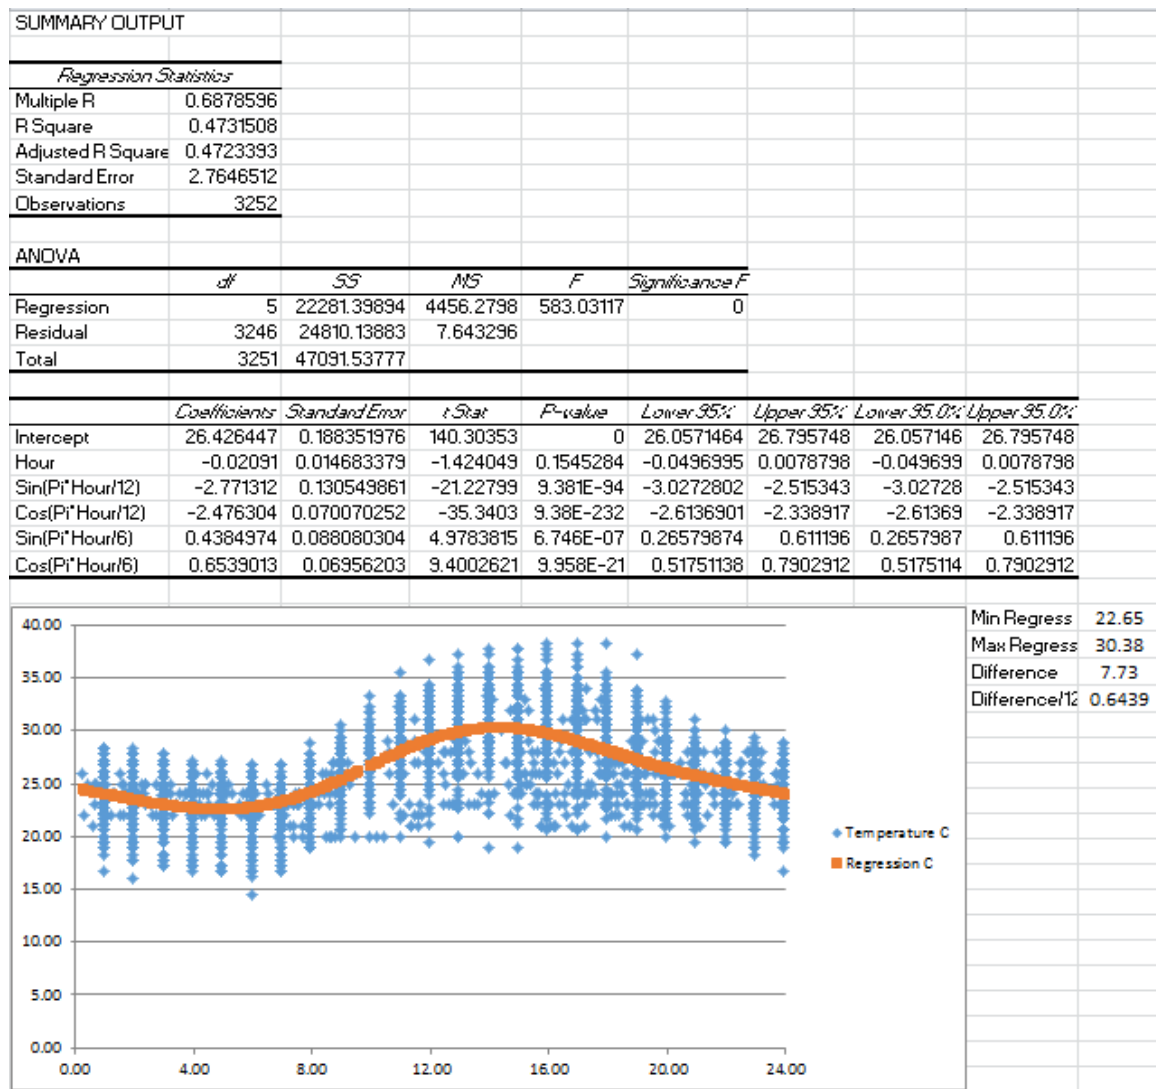 SUMMARY OUTPUT
Regression Statistics
Multiple R 0.6878596
R Square 0.4731508
Adjusted R Square 0.4723393
Standard Error 2.7646512
Observations 3252
ANOVA
df SS MS F Significance F
Regression 5 22281.39894 4456.2798 583.03117 0
Residual 3246 24810.13883 7.643296
Total 3251 47091.53777
Coefficients Standard Error t Stat P-value Lower 95% Upper 95% Lower 95.0% Upper 95.0%
Intercept 26.426447 0.188351976 140.30353 0 26.0571464 26.795748 26.057146 26.795748
Hour -0.02091 0.014683379 -1.424049 0.1545284 -0.0496995 0.0078798 -0.049699 0.0078798
Sin(Pi*Hour/12) -2.771312 0.130549861 -21.22799 9.381E-94 -3.0272802 -2.515343 -3.02728 -2.515343
Cos(Pi*Hour/12) -2.476304 0.070070252 -35.3403 9.38E-232 -2.6136901 -2.338917 -2.61369 -2.338917
Sin(Pi*Hour/6) 0.4384974 0.088080304 4.9783815 6.746E-07 0.26579874 0.611196 0.2657987 0.611196
Cos(Pi*Hour/6) 0.6539013 0.06956203 9.4002621 9.958E-21 0.51751138 0.7902912 0.5175114 0.7902912
Min Regress 22.65
Max Regress 30.38
Difference 7.73
Difference/12 0.6439
40.00
35.00
30.00
25.00
20.00
15.00
10.00
5.00
0.00
0.00 4.00 8.00 12.00 16.00 20.00 24.00
Temperature C
Regression C